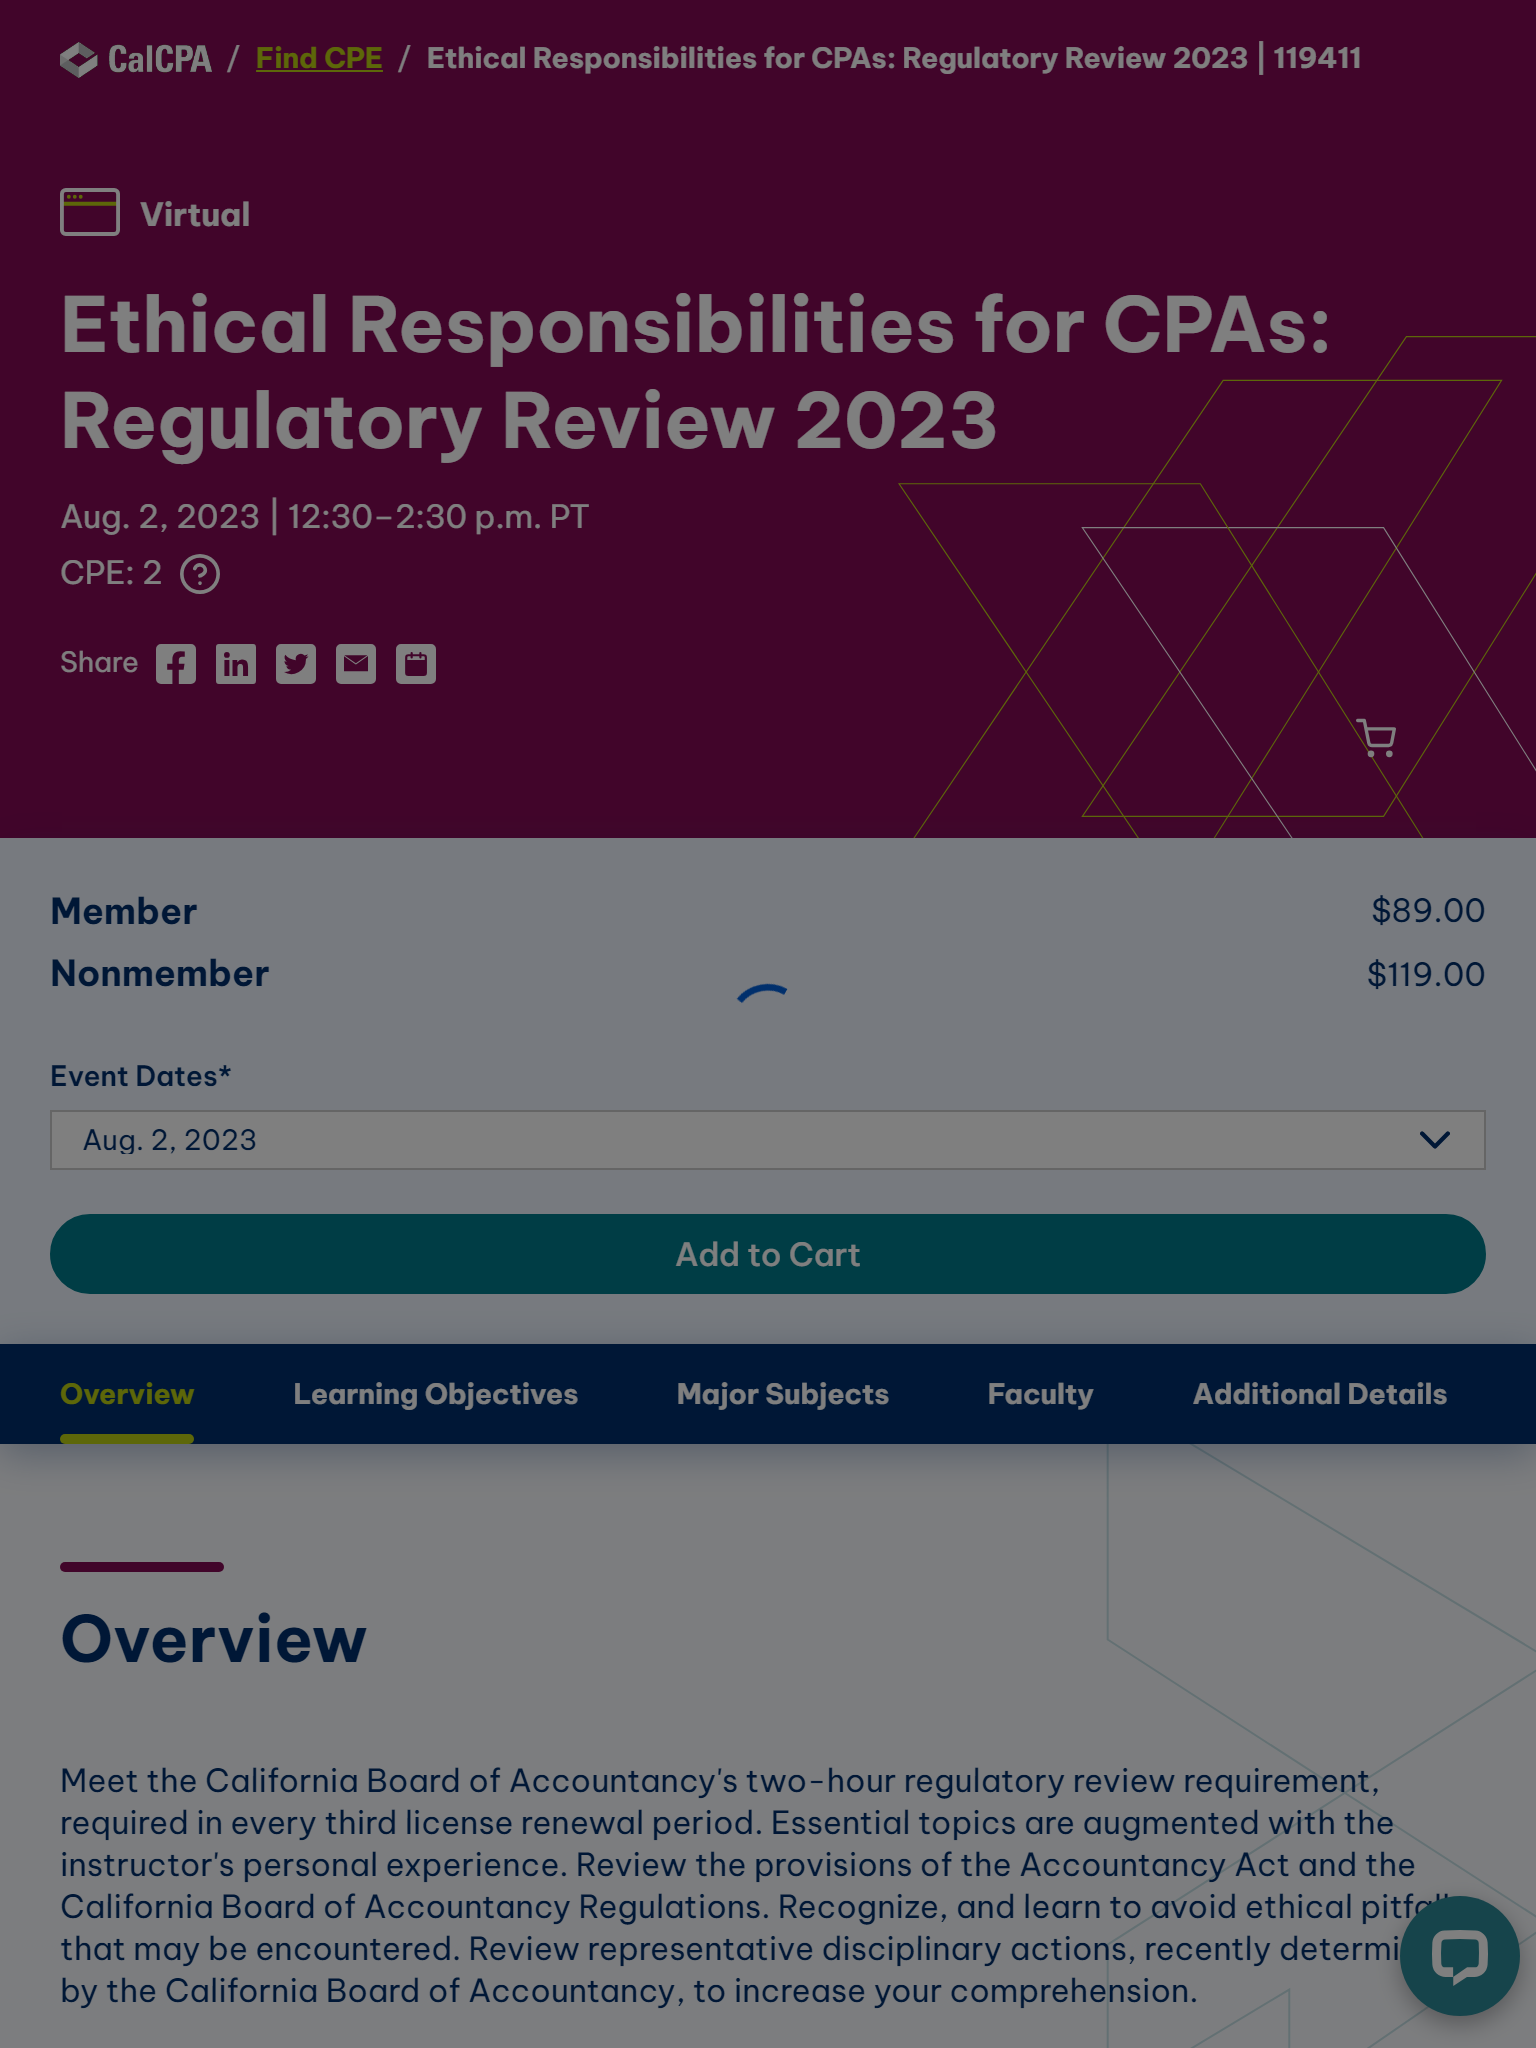 CalCPA / Find CPE / Ethical Responsibilities for CPAs: Regulatory Review 2023 | 119411
Virtual
Ethical Responsibilities for CPAs:
Regulatory Review 2023
Aug. 2, 2023 | 12:30–2:30 p.m. PT
CPE: 2 ?
Share
Member $89.00
Nonmember $119.00
Event Dates*
Aug. 2, 2023
Add to Cart
Overview Learning Objectives Major Subjects Faculty Additional Details
Overview
Meet the California Board of Accountancy's two-hour regulatory review requirement,
required in every third license renewal period. Essential topics are augmented with the
instructor's personal experience. Review the provisions of the Accountancy Act and the
California Board of Accountancy Regulations. Recognize, and learn to avoid ethical
that may be encountered. Review representative disciplinary actions, recently
by the California Board of Accountancy, to increase your comprehension.